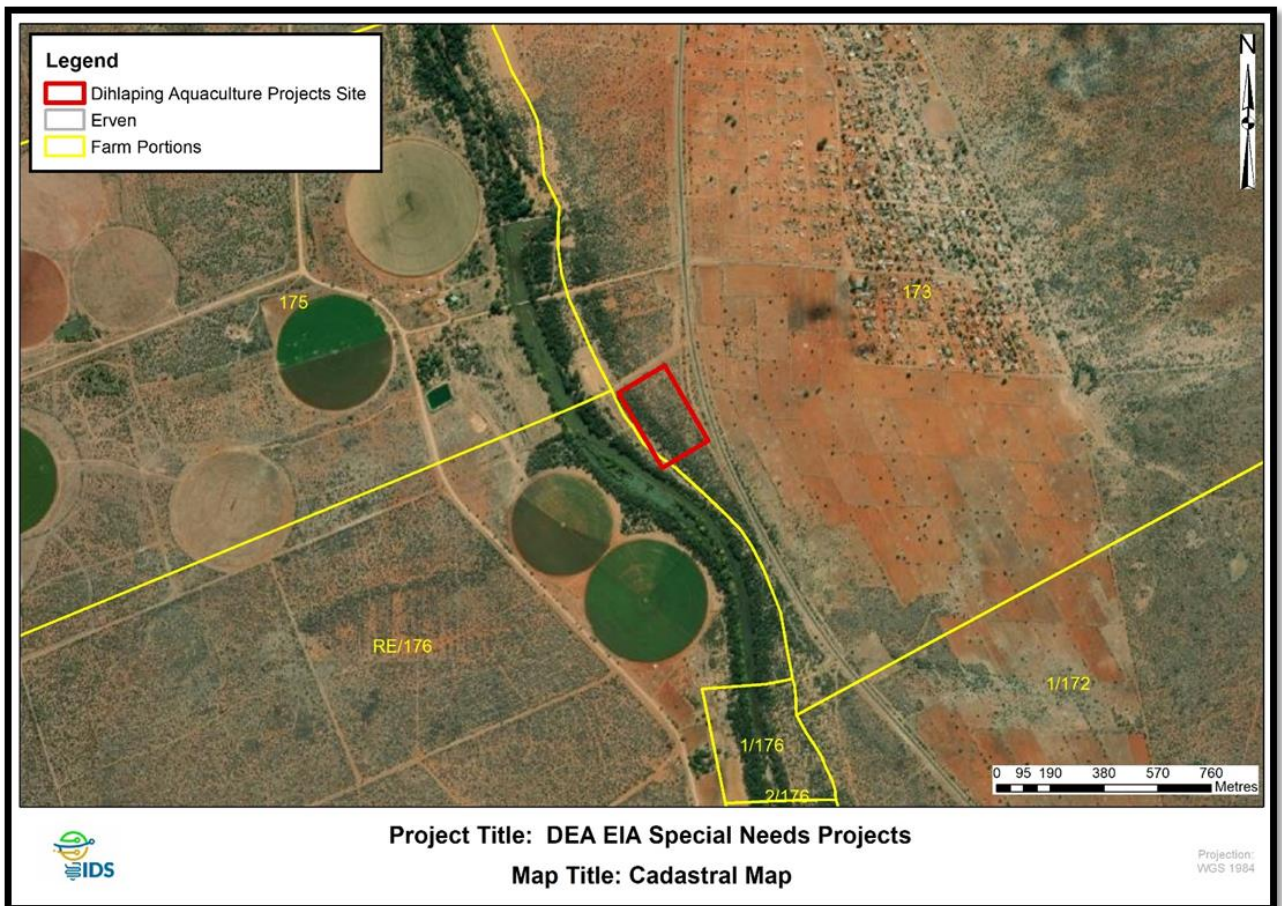 Legend
Dihlaping Aquaculture Projects Site
Erven
Farm Portions
N
175
173
RE/176
1/172
1/176
2/176
0 95 190 380 570 760
Metres
Project Title: DEA EIA Special Needs Projects
Map Title: Cadastral Map
IDS
Projection:
WGS 1984